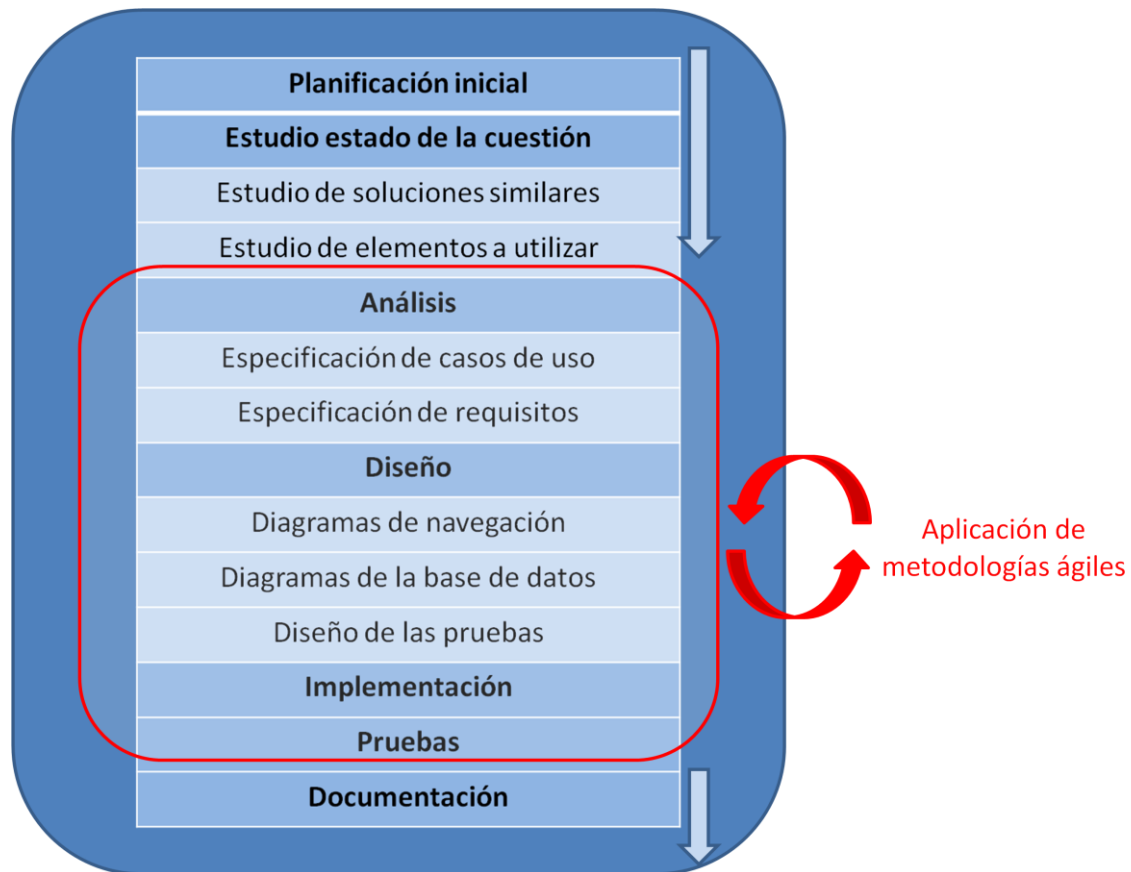 Planificación inicial
Estudio estado de la cuestión
Estudio de soluciones similares
Estudio de elementos a utilizar
Análisis
Especificación de casos de uso
Especificación de requisitos
Diseño
Diagramas de navegación
Diagramas de la base de datos
Diseño de las pruebas
Implementación
Pruebas
Documentación
Aplicación de
metodologías ágiles